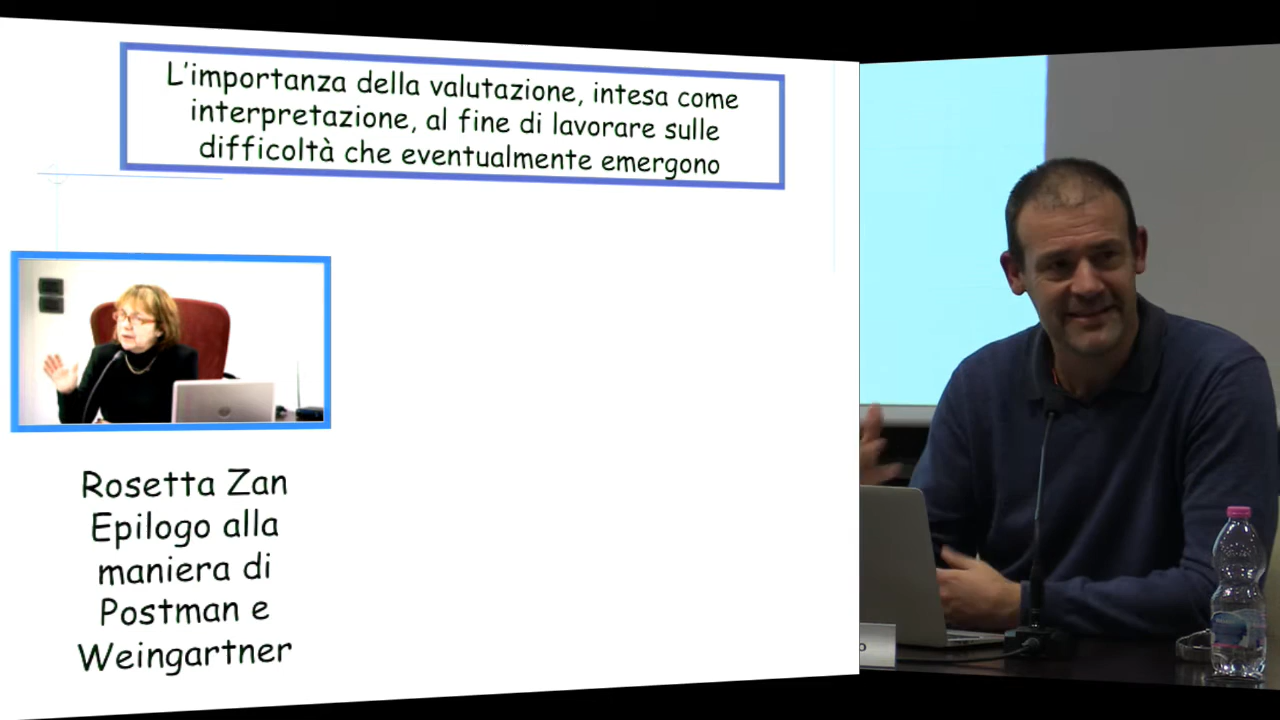 L'importanza della valutazione, intesa come
interpretazione, al fine di lavorare sulle
difficoltà che eventualmente emergono
Rosetta Zan
Epilogo alla
maniera di
Postman e
Weingartner